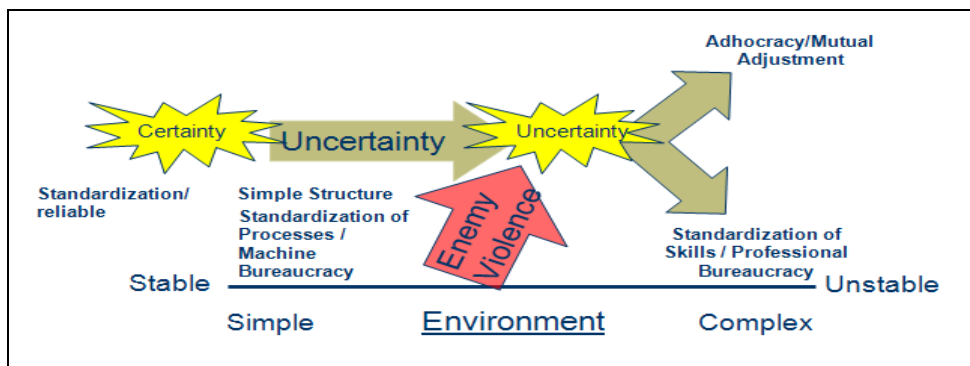 Adhocracy/Mutual
Adjustment
Certainty
Uncertainty
Uncertainty
Standardization/
reliable
Simple Structure
Standardization of
Processes /
Machine
Bureaucracy
Enemy
Violence
Standardization of
Skills / Professional
Bureaucracy
Stable
Unstable
Simple
Environment
Complex